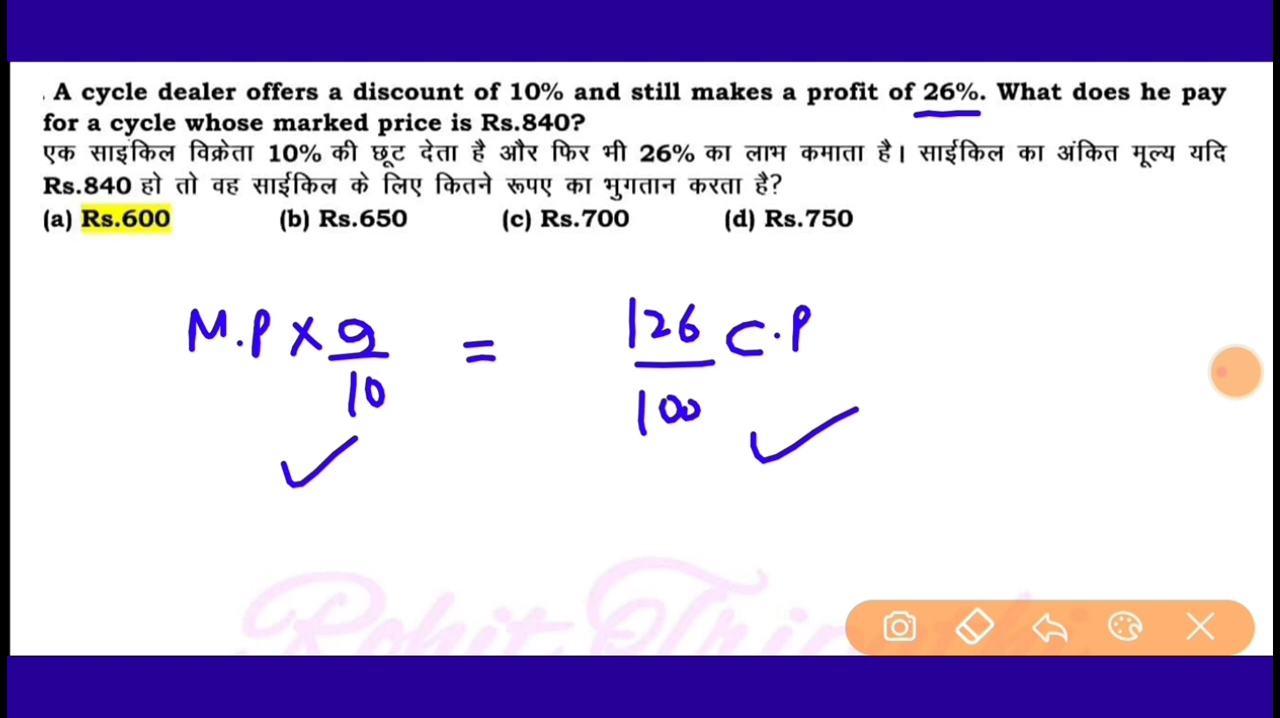 . A cycle dealer offers a discount of 10% and still makes a profit of 26%. What does he pay
for a cycle whose marked price is Rs.840?
एक साइकिल विक्रेता 10% की छूट देता है और फिर भी 26% का लाभ कमाता है। साईकिल का अंकित मूल्य यदि
Rs.840 हो तो वह साईकिल के लिए कितने रूपए का भुगतान करता है?
(a) Rs.600 (b) Rs.650 (c) Rs.700 (d) Rs.750
M.P × 9/10 = 126/100 C.P
Rohit Tripathi